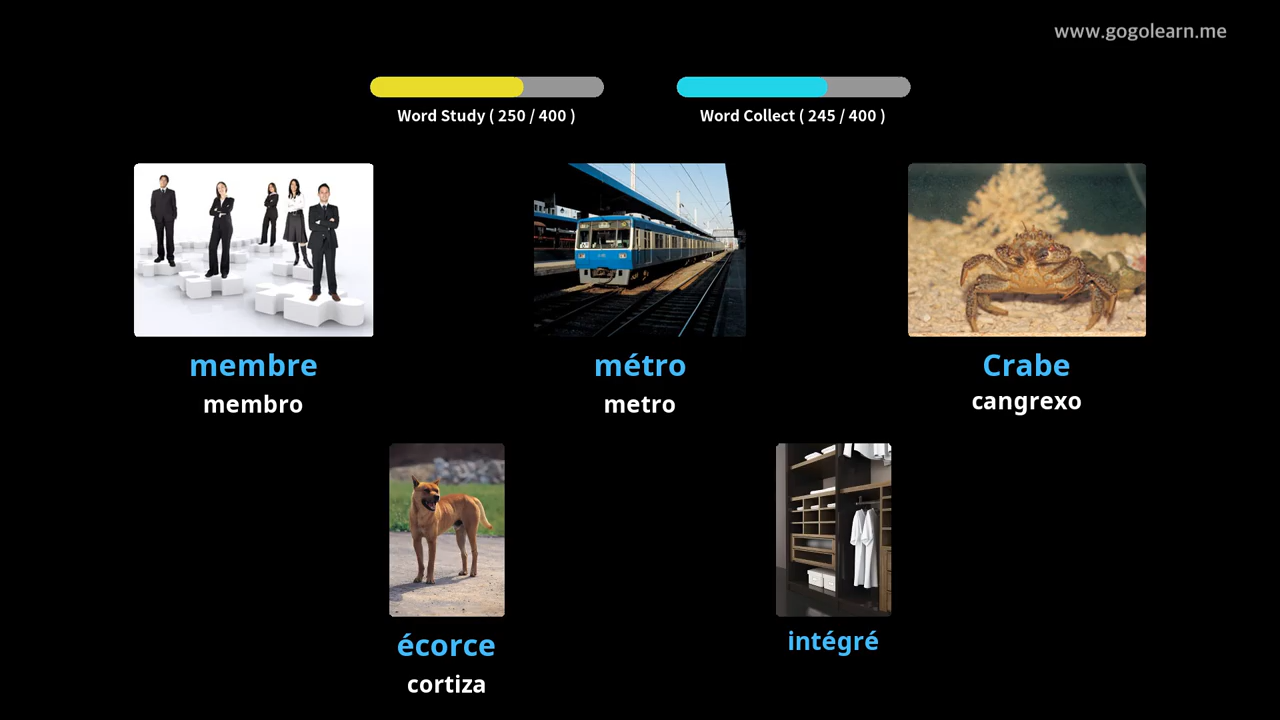 www.gogolearn.me
Word Study ( 250 / 400 )
Word Collect ( 245 / 400 )
membre
membro
métro
metro
Crabe
cangrexo
écorce
cortiza
intégré